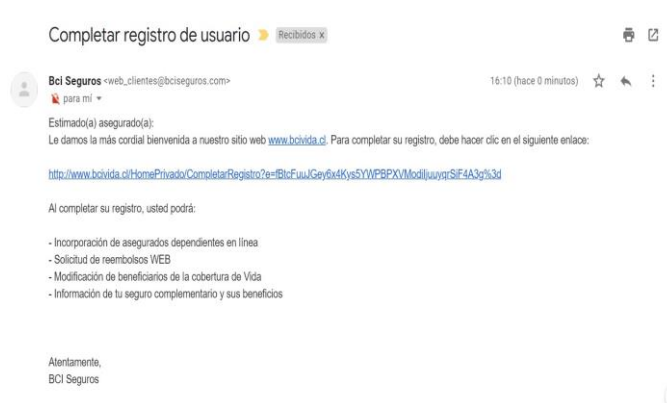 Completar registro de usuario
Recibidos x
Bci Seguros <web_clientes@bciseguros.com>
16:10 (hace 0 minutos)
para mí
Estimado(a) asegurado(a):
Le damos la más cordial bienvenida a nuestro sitio web www.bcivida.cl. Para completar su registro, debe hacer clic en el siguiente enlace:
http://www.bcivida.cl/HomePrivado/CompletarRegistro?e=fBtcFuuJGey6x4Kys5YWPBPXVModiIjuuyqrSiF4A3g%3d
Al completar su registro, usted podrá:
- Incorporación de asegurados dependientes en línea
- Solicitud de reembolsos WEB
- Modificación de beneficiarios de la cobertura de Vida
- Información de tu seguro complementario y sus beneficios
Atentamente,
BCI Seguros